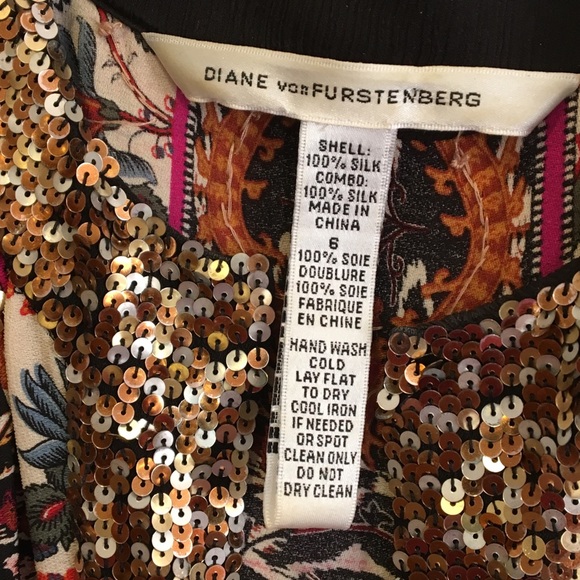 DIANE vonFURSTENBERG
SHELL:
100% SILK
COMBO:
100% SILK
MADE IN
CHINA
6
100% SOIE
DOUBLURE
100% SOIE
FABRIQUE
EN CHINE
HAND WASH
COLD
LAY FLAT
TO DRY
COOL IRON
IF NEEDED
OR SPOT
CLEAN ONLY
DO NOT
DRY CLEAN